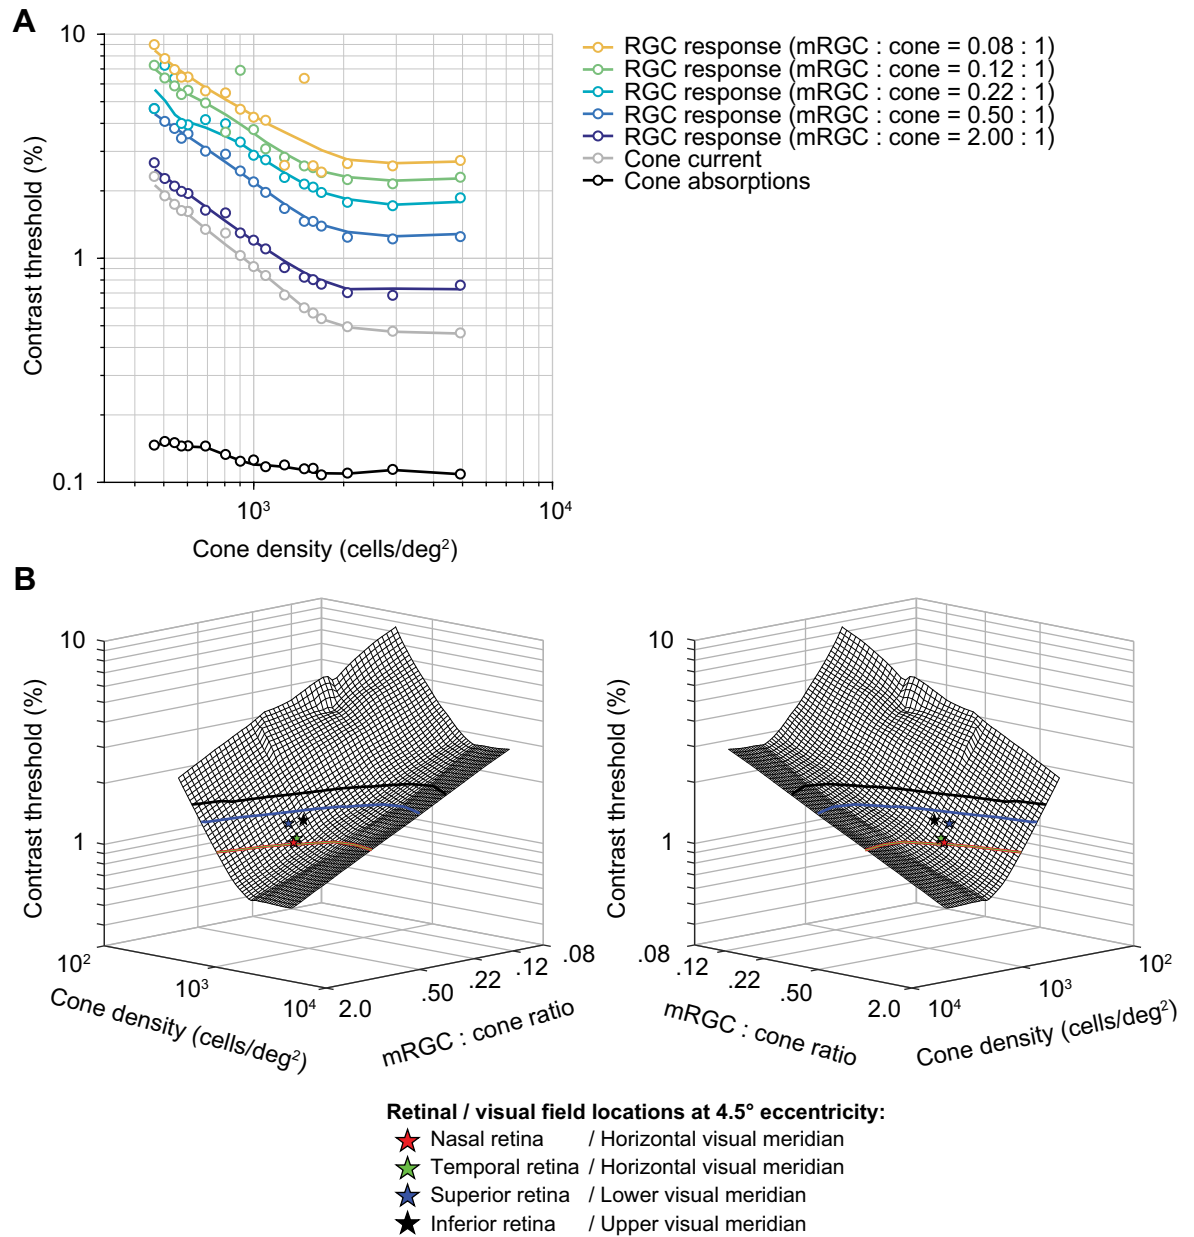 A
10
1
0.1
Contrast threshold (%)
10³
10⁴
Cone density (cells/deg²)
RGC response (mRGC : cone = 0.08 : 1)
RGC response (mRGC : cone = 0.12 : 1)
RGC response (mRGC : cone = 0.22 : 1)
RGC response (mRGC : cone = 0.50 : 1)
RGC response (mRGC : cone = 2.00 : 1)
Cone current
Cone absorptions
B
10
1
Contrast threshold (%)
10²
10³
10⁴
Cone density (cells/deg²)
2.0
.50
.22
.12
.08
mRGC : cone ratio
10
1
Contrast threshold (%)
.08
.12
.22
.50
2.0
mRGC : cone ratio
10⁴
10³
10²
Cone density (cells/deg²)
Retinal / visual field locations at 4.5° eccentricity:
Nasal retina / Horizontal visual meridian
Temporal retina / Horizontal visual meridian
Superior retina / Lower visual meridian
Inferior retina / Upper visual meridian